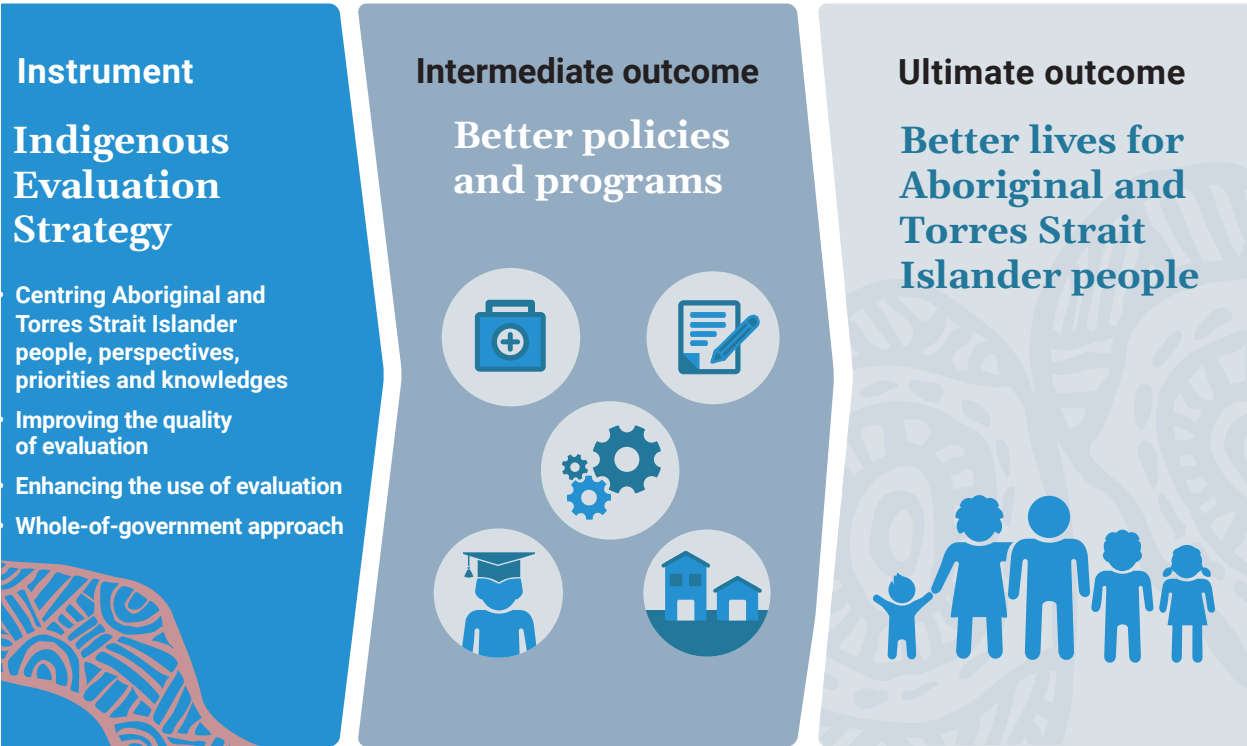 Instrument
Indigenous
Evaluation
Strategy
• Centring Aboriginal and
Torres Strait Islander
people, perspectives,
priorities and knowledges
• Improving the quality
of evaluation
• Enhancing the use of evaluation
• Whole-of-government approach
Intermediate outcome
Better policies
and programs
Ultimate outcome
Better lives for
Aboriginal and
Torres Strait
Islander people